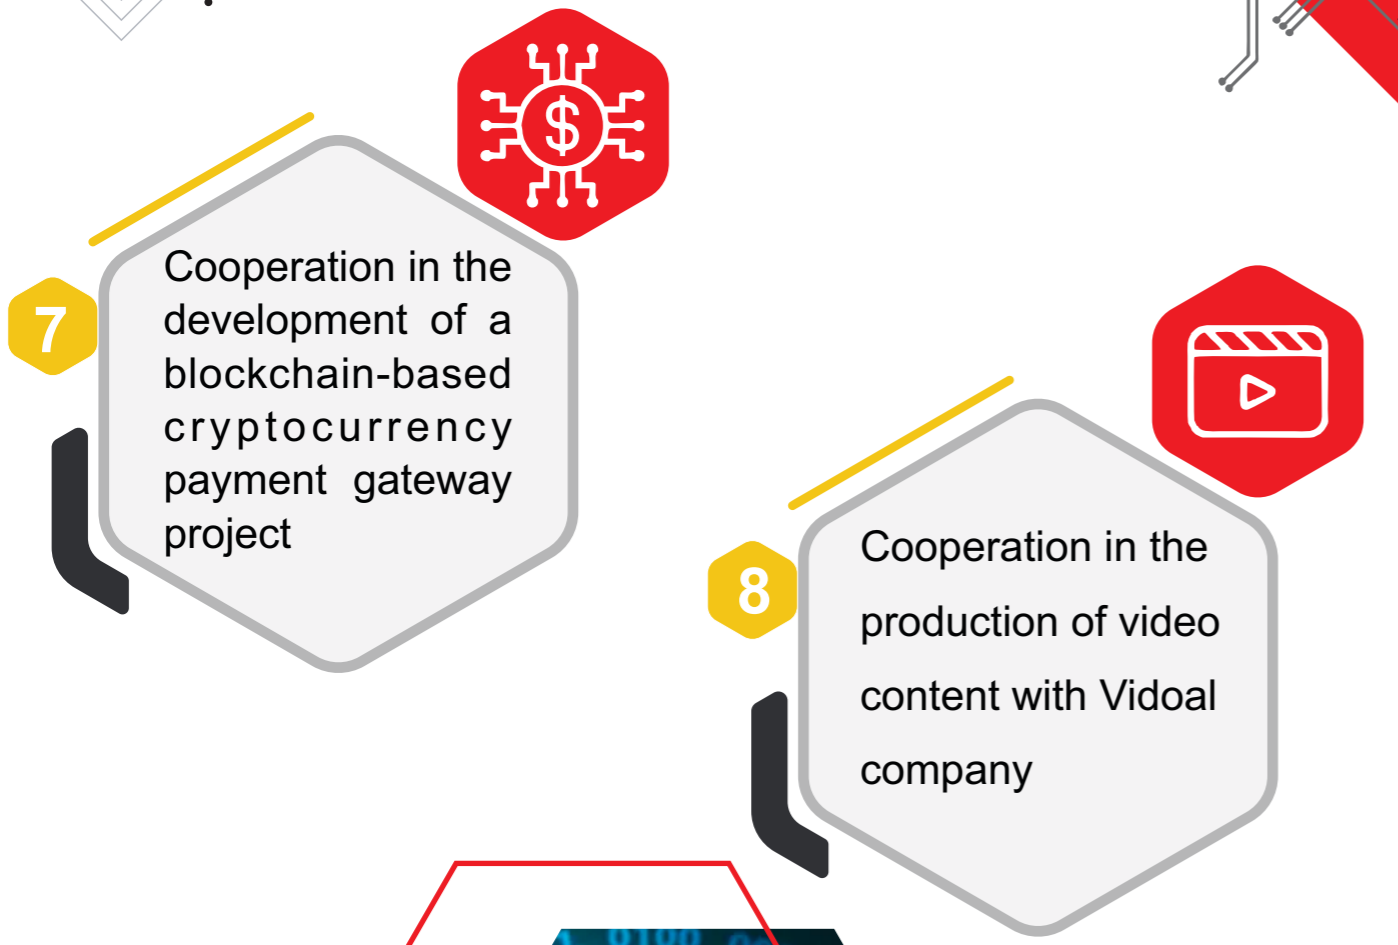 $
7
Cooperation in the
development of a
blockchain-based
cryptocurrency
payment gateway
project
8
Cooperation in the
production of video
content with Vidoal
company
0100